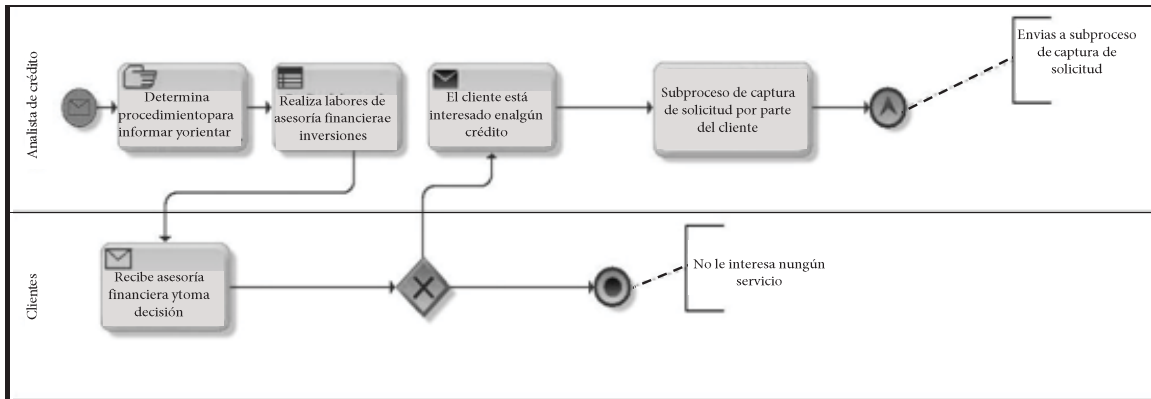 Analista de crédito
Determina
procedimientopara
informar yorientar
Realiza labores de
asesoría financierae
inversiones
El cliente está
interesado enalgún
crédito
Subproceso de captura
de solicitud por parte
del cliente
Envias a subproceso
de captura de
solicitud
Clientes
Recibe asesoría
financiera ytoma
decisión
No le interesa nungún
servicio